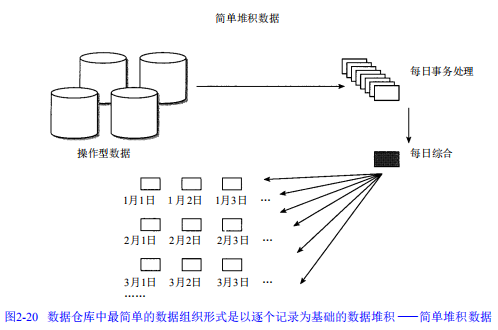 简单堆积数据
每日事务处理
操作型数据
每日综合
1月1日 1月2日 1月3日 …
2月1日 2月2日 2月3日 …
3月1日 3月2日 3月3日 …
……
图2-20 数据仓库中最简单的数据组织形式是以逐个记录为基础的数据堆积——简单堆积数据